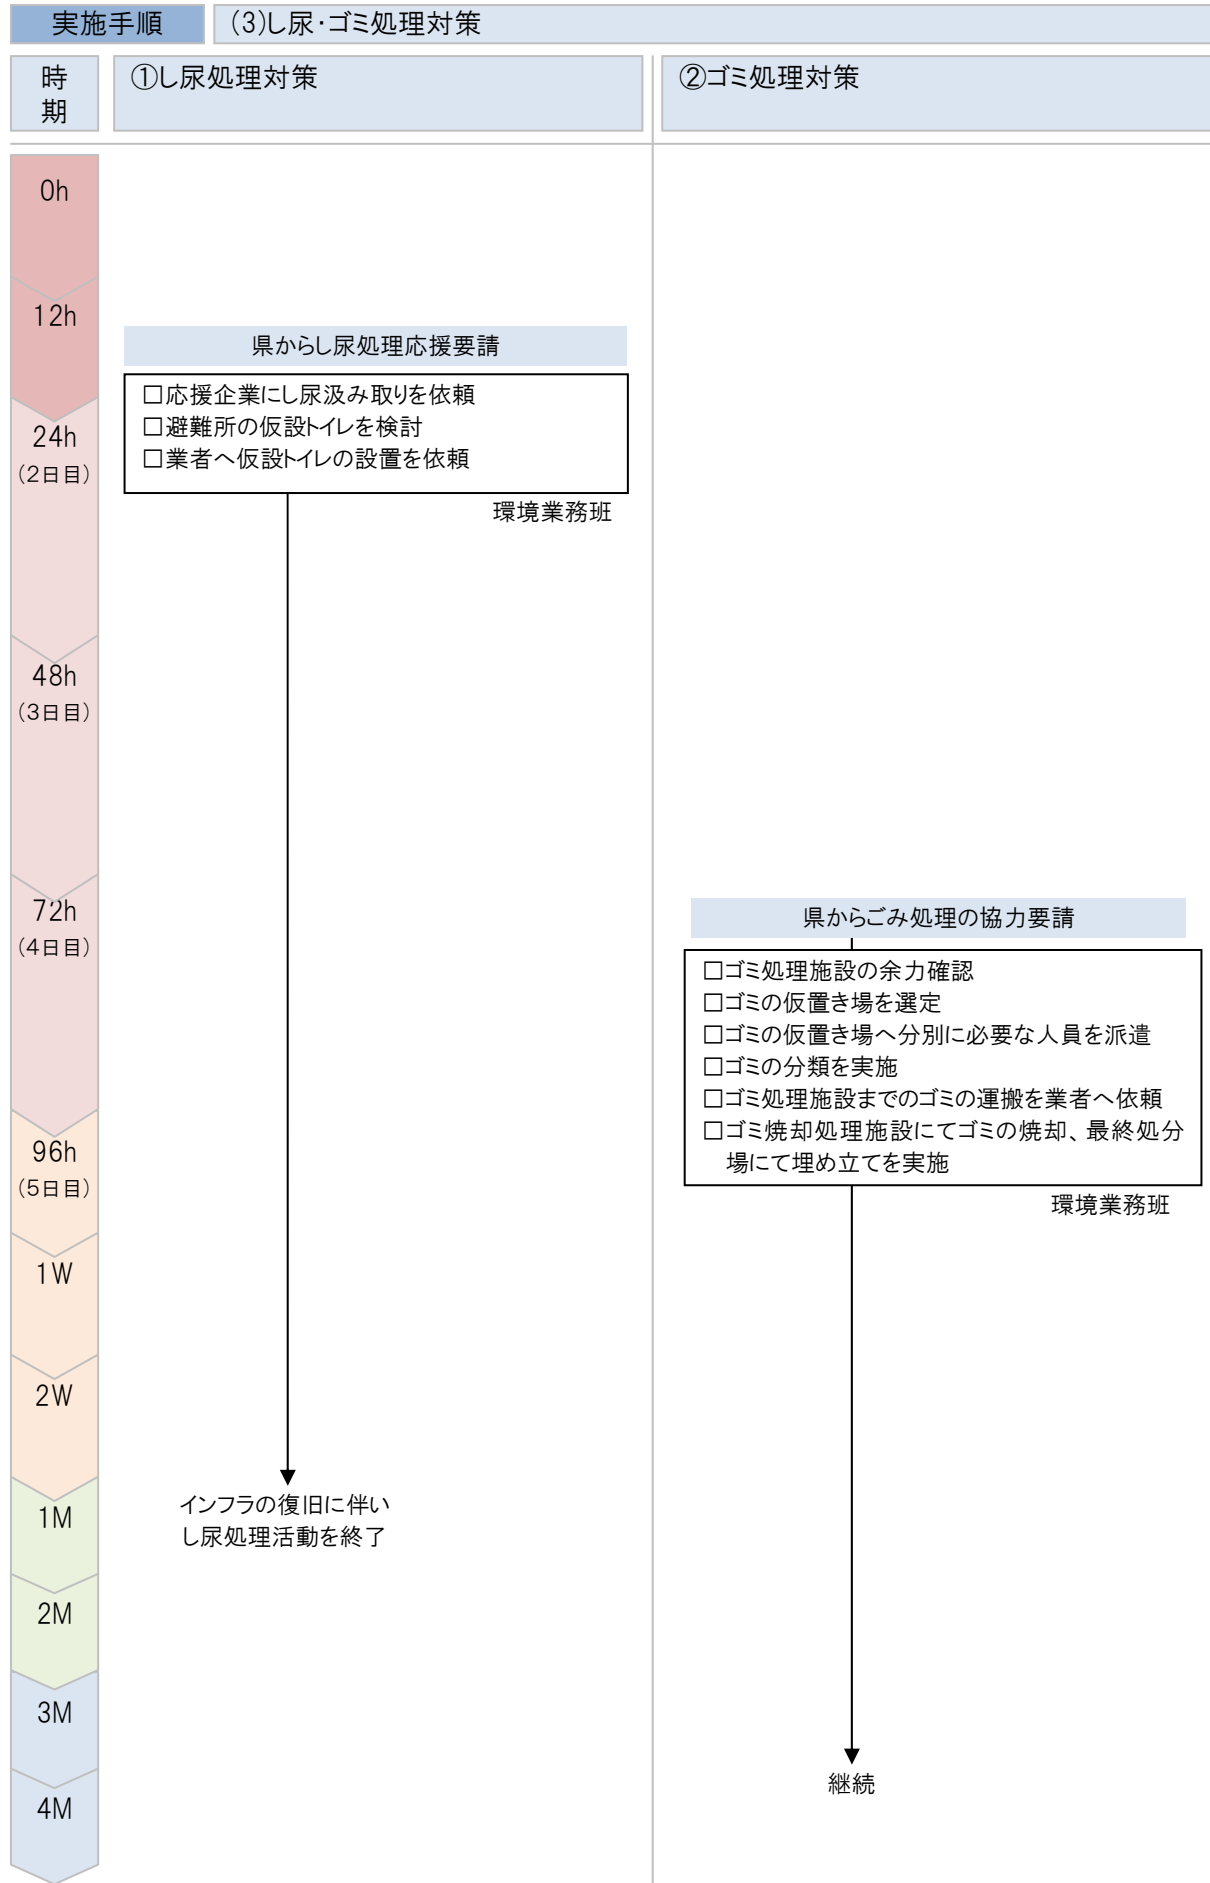 実施手順
(3)し尿・ゴミ処理対策
時
期
①し尿処理対策
②ゴミ処理対策
0h
12h
県からし尿処理応援要請
□応援企業にし尿汲み取りを依頼
□避難所の仮設トイレを検討
□業者へ仮設トイレの設置を依頼
環境業務班
24h
(2日目)
48h
(3日目)
72h
(4日目)
県からごみ処理の協力要請
□ゴミ処理施設の余力確認
□ゴミの仮置き場を選定
□ゴミの仮置き場へ分別に必要な人員を派遣
□ゴミの分類を実施
□ゴミ処理施設までのゴミの運搬を業者へ依頼
□ゴミ焼却処理施設にてゴミの焼却、最終処分
場にて埋め立てを実施
環境業務班
96h
(5日目)
1W
2W
インフラの復旧に伴い
し尿処理活動を終了
1M
2M
3M
継続
4M